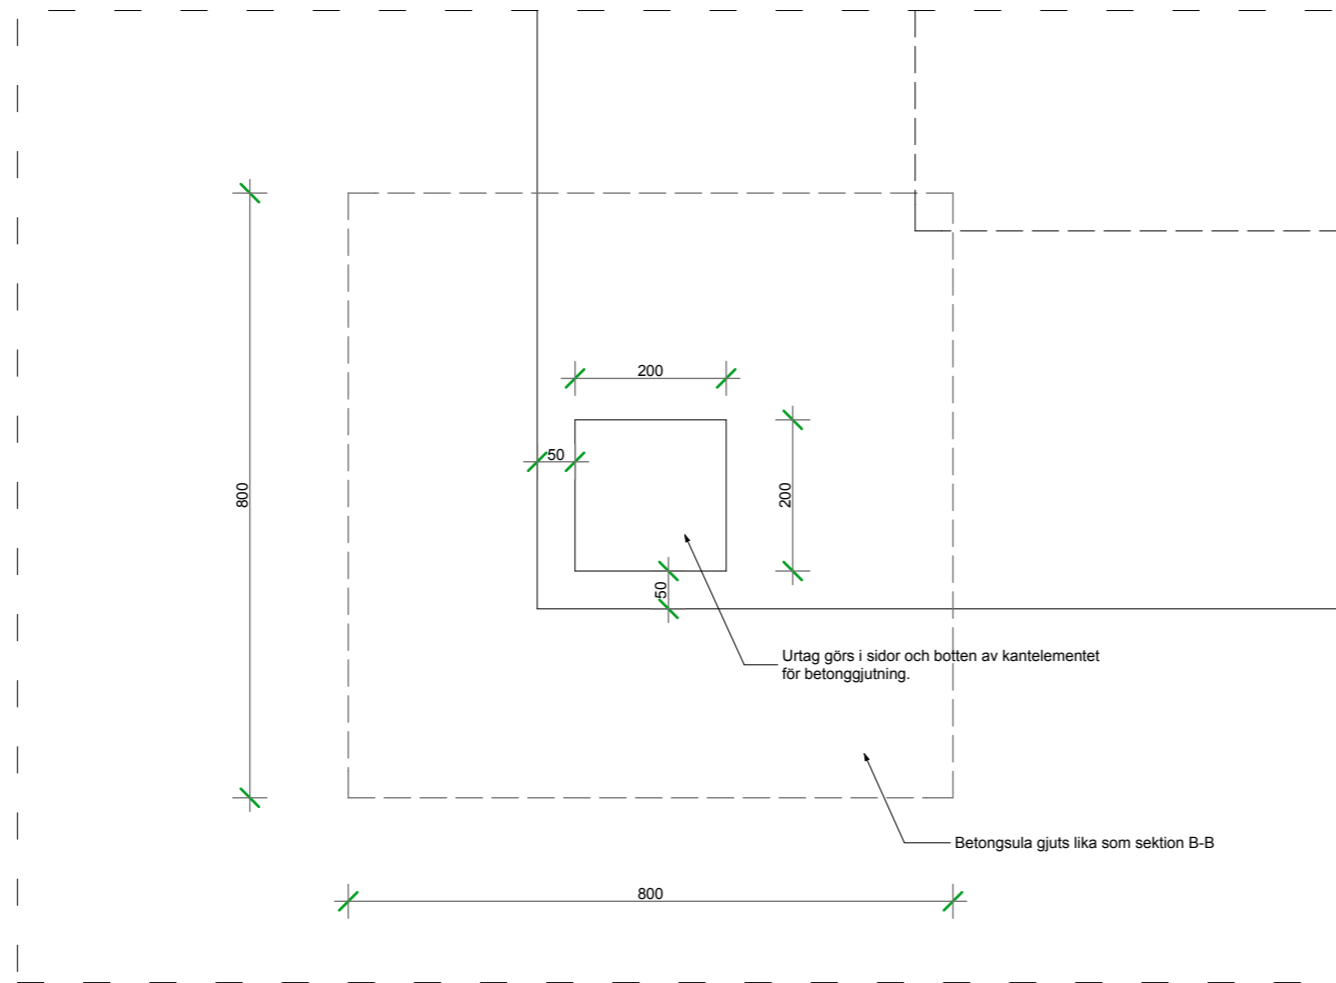 200
50
800
200
50
Urtag görs i sidor och botten av kantelementet
för betonggjutning.
Betongsula gjuts lika som sektion B-B
800